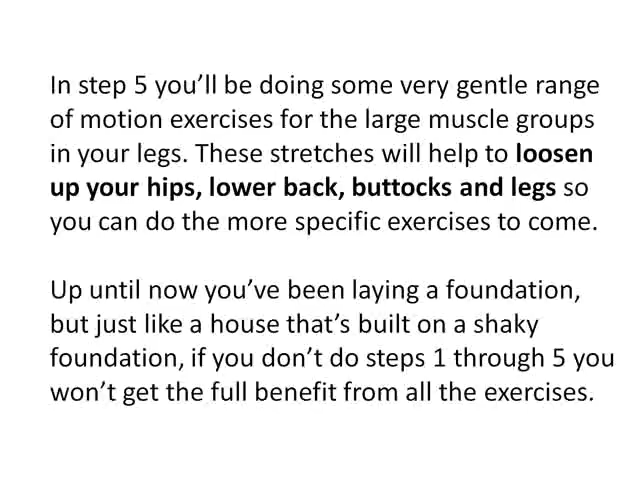 In step 5 you’ll be doing some very gentle range
of motion exercises for the large muscle groups
in your legs. These stretches will help to loosen
up your hips, lower back, buttocks and legs so
you can do the more specific exercises to come.
Up until now you’ve been laying a foundation,
but just like a house that’s built on a shaky
foundation, if you don’t do steps 1 through 5 you
won’t get the full benefit from all the exercises.